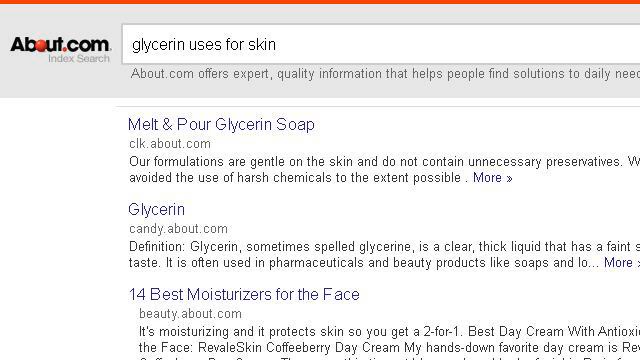 About.com
Index Search
glycerin uses for skin
About.com offers expert, quality information that helps people find solutions to daily
Melt & Pour Glycerin Soap
clk.about.com
Our formulations are gentle on the skin and do not contain unnecessary preservatives.
avoided the use of harsh chemicals to the extent possible . More »
Glycerin
candy.about.com
Definition: Glycerin, sometimes spelled glycerine, is a clear, thick liquid that has a faint
taste. It is often used in pharmaceuticals and beauty products like soaps and lo... More
14 Best Moisturizers for the Face
beauty.about.com
It's moisturizing and it protects skin so you get a 2-for-1. Best Day Cream With
the Face: RevaleSkin Coffeeberry Day Cream My hands-down favorite day cream is